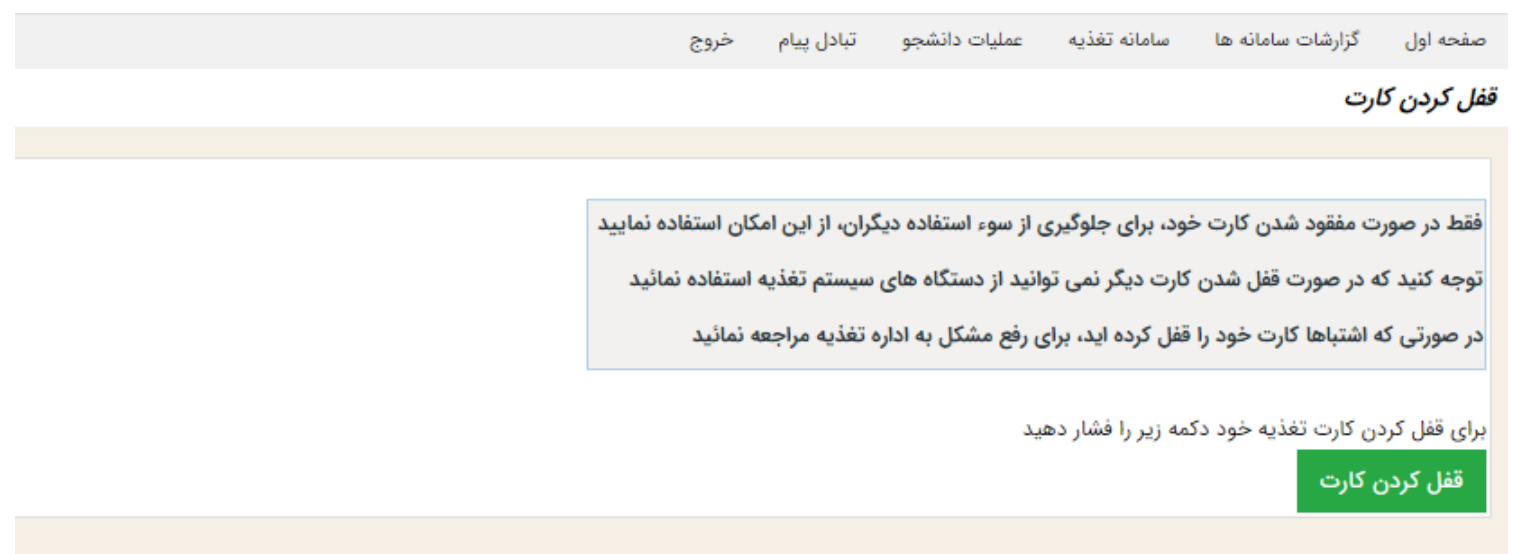 صفحه اول گزارشات سامانه ها سامانه تغذیه عملیات دانشجو تبادل پیام خروج
قفل کردن کارت
فقط در صورت مفقود شدن کارت خود، برای جلوگیری از سوء استفاده دیگران، از این امکان استفاده نمایید
توجه کنید که در صورت قفل شدن کارت دیگر نمی توانید از دستگاه های سیستم تغذیه استفاده نمائید
در صورتی که اشتباها کارت خود را قفل کرده اید، برای رفع مشکل به اداره تغذیه مراجعه نمائید
برای قفل کردن کارت تغذیه خود دکمه زیر را فشار دهید
قفل کردن کارت